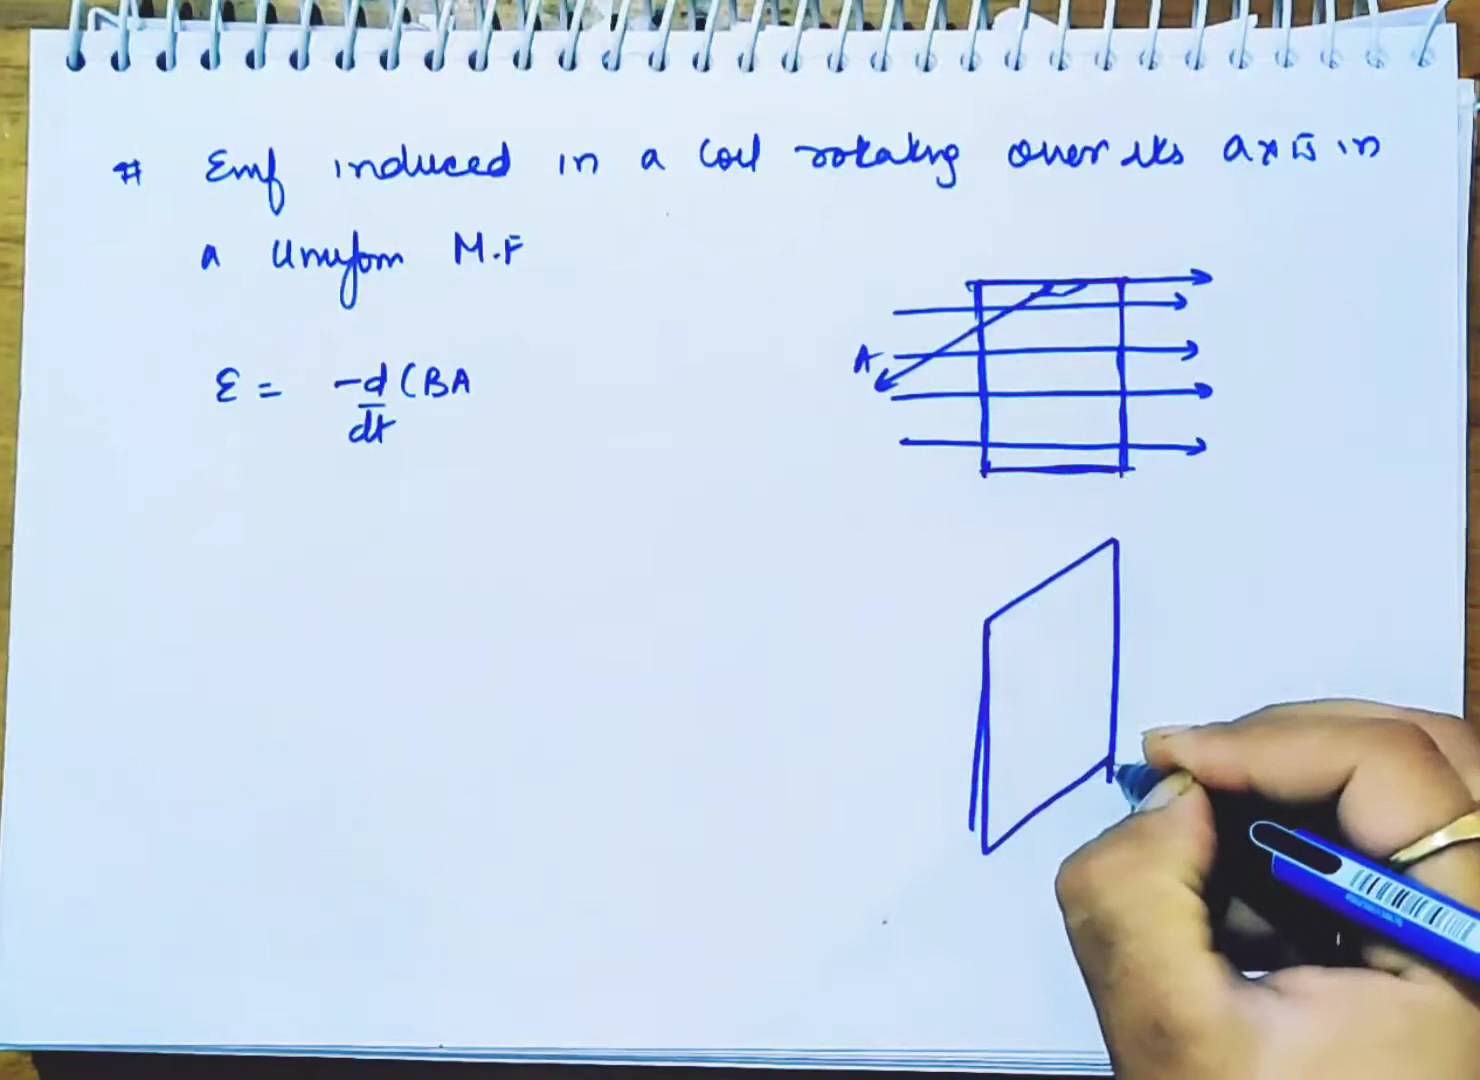 # Emf induced in a coil rotating over its axis in
a Uniform M.F
A
ε = -d/dt (BA